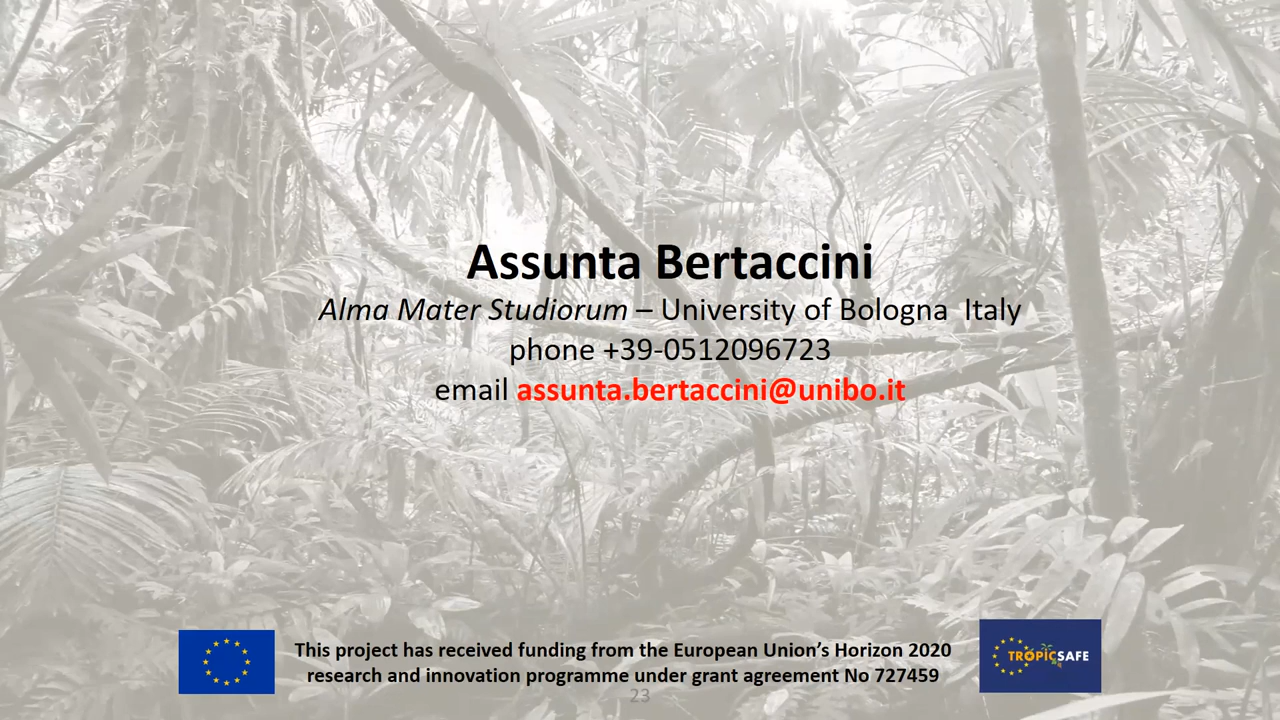 Assunta Bertaccini
Alma Mater Studiorum – University of Bologna Italy
phone +39-0512096723
email assunta.bertaccini@unibo.it
This project has received funding from the European Union’s Horizon 2020
research and innovation programme under grant agreement No 727459
TROPICSAFE
23